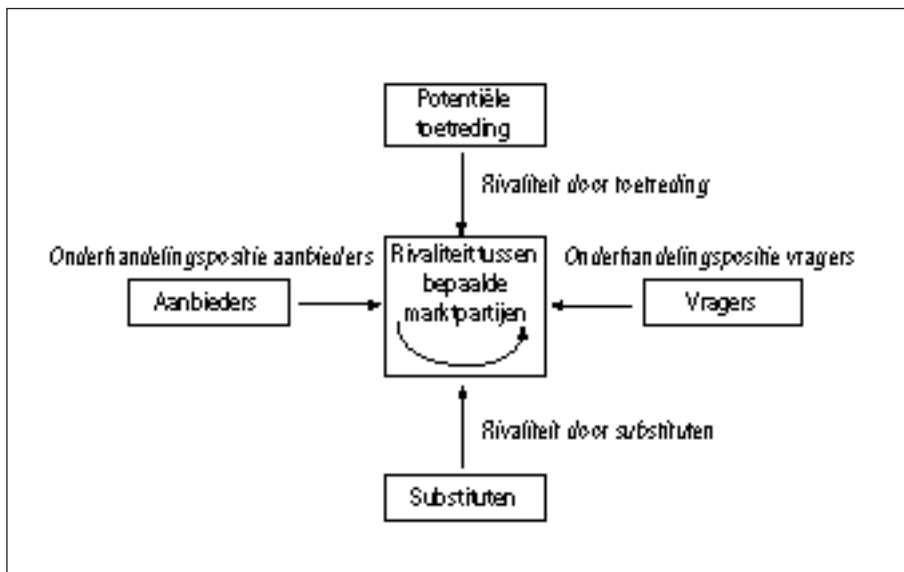 Potentiële
toetreding
Rivaliteit door toetreding
Onderhandelingspositie aanbieders
Rivaliteit tussen
bepaalde
marktpartijen
Onderhandelingspositie vragers
Aanbieders
Vragers
Rivaliteit door substituten
Substituten